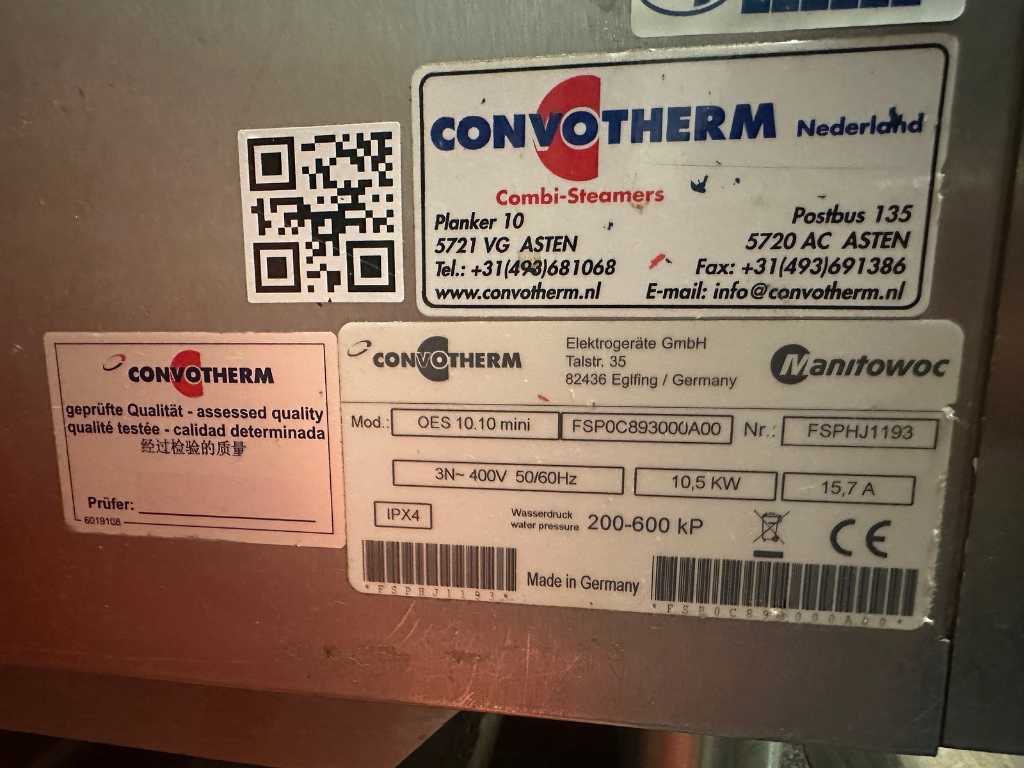 CONVOTHERM Nederland
Combi-Steamers
Planker 10
5721 VG ASTEN
Tel.: +31(493)681068
www.convotherm.nl
Postbus 135
5720 AC ASTEN
Fax: +31(493)691386
E-mail: info@convotherm.nl
CONVOTHERM
geprüfte Qualität - assessed quality
qualité testée - calidad determinada
经过检验的质量
Prüfer:
6019108
CONVOTHERM
Elektrogeräte GmbH
Talstr. 35
82436 Eglfing / Germany
Manitowoc
Mod.: OES 10.10 mini FSP0C893000A00 Nr.: FSPHJ1193
3N~ 400V 50/60Hz 10,5 KW 15,7 A
IPX4
Wasserdruck
water pressure
200-600 kP
CE
Made in Germany
*FSPHJ1193*
*FSP0C893000A00*